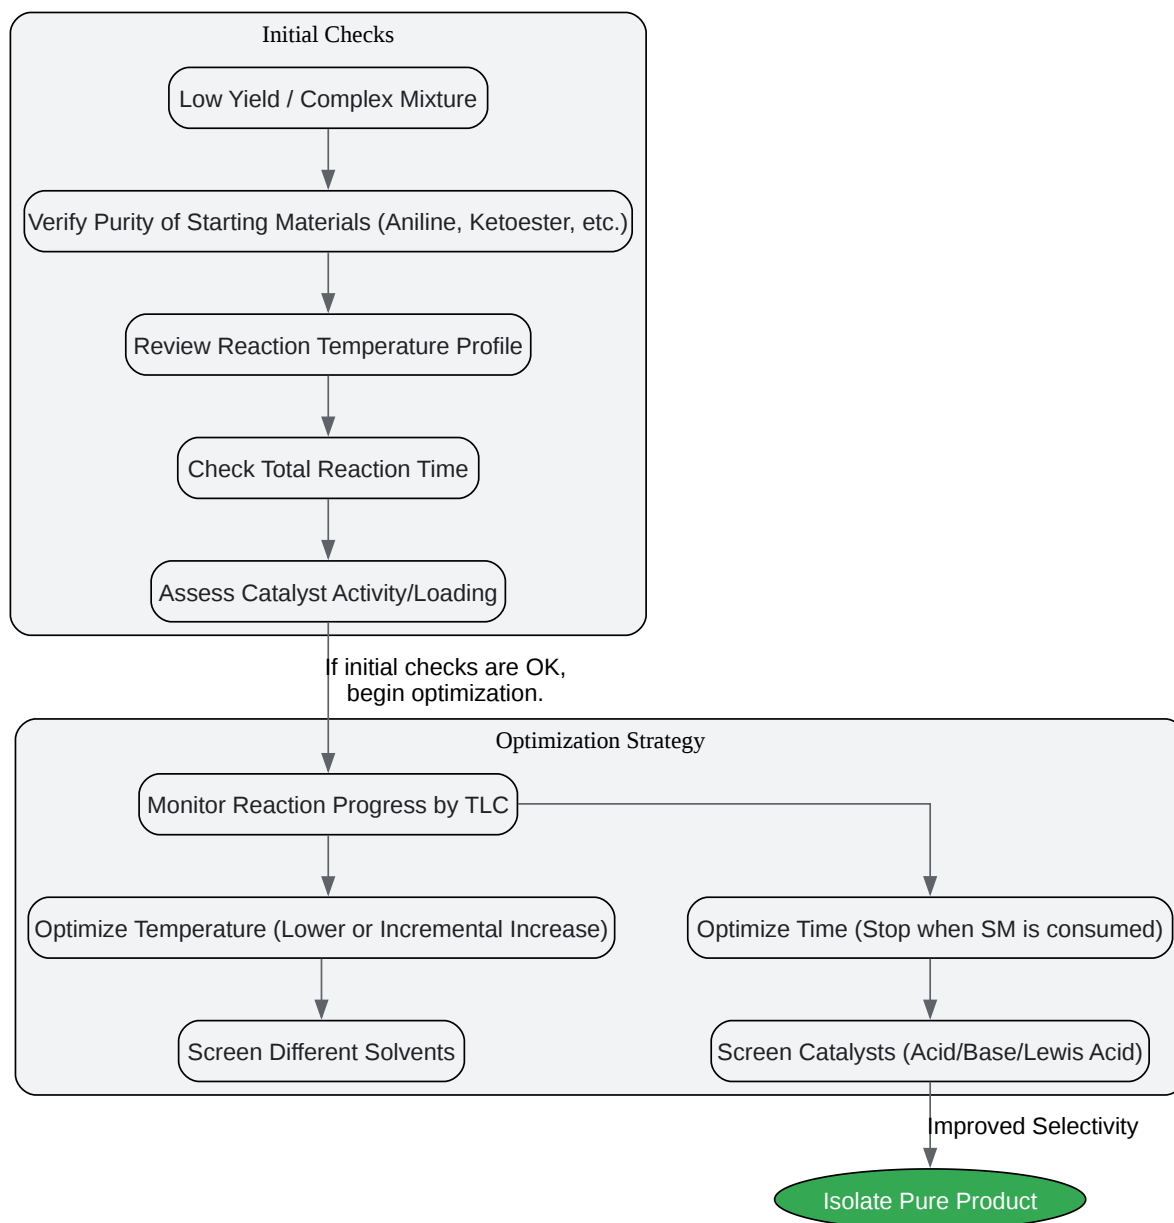 Initial Checks
Low Yield / Complex Mixture
Verify Purity of Starting Materials (Aniline, Ketoester, etc.)
Review Reaction Temperature Profile
Check Total Reaction Time
Assess Catalyst Activity/Loading
If initial checks are OK,
begin optimization.
Optimization Strategy
Monitor Reaction Progress by TLC
Optimize Temperature (Lower or Incremental Increase)
Optimize Time (Stop when SM is consumed)
Screen Different Solvents
Screen Catalysts (Acid/Base/Lewis Acid)
Improved Selectivity
Isolate Pure Product